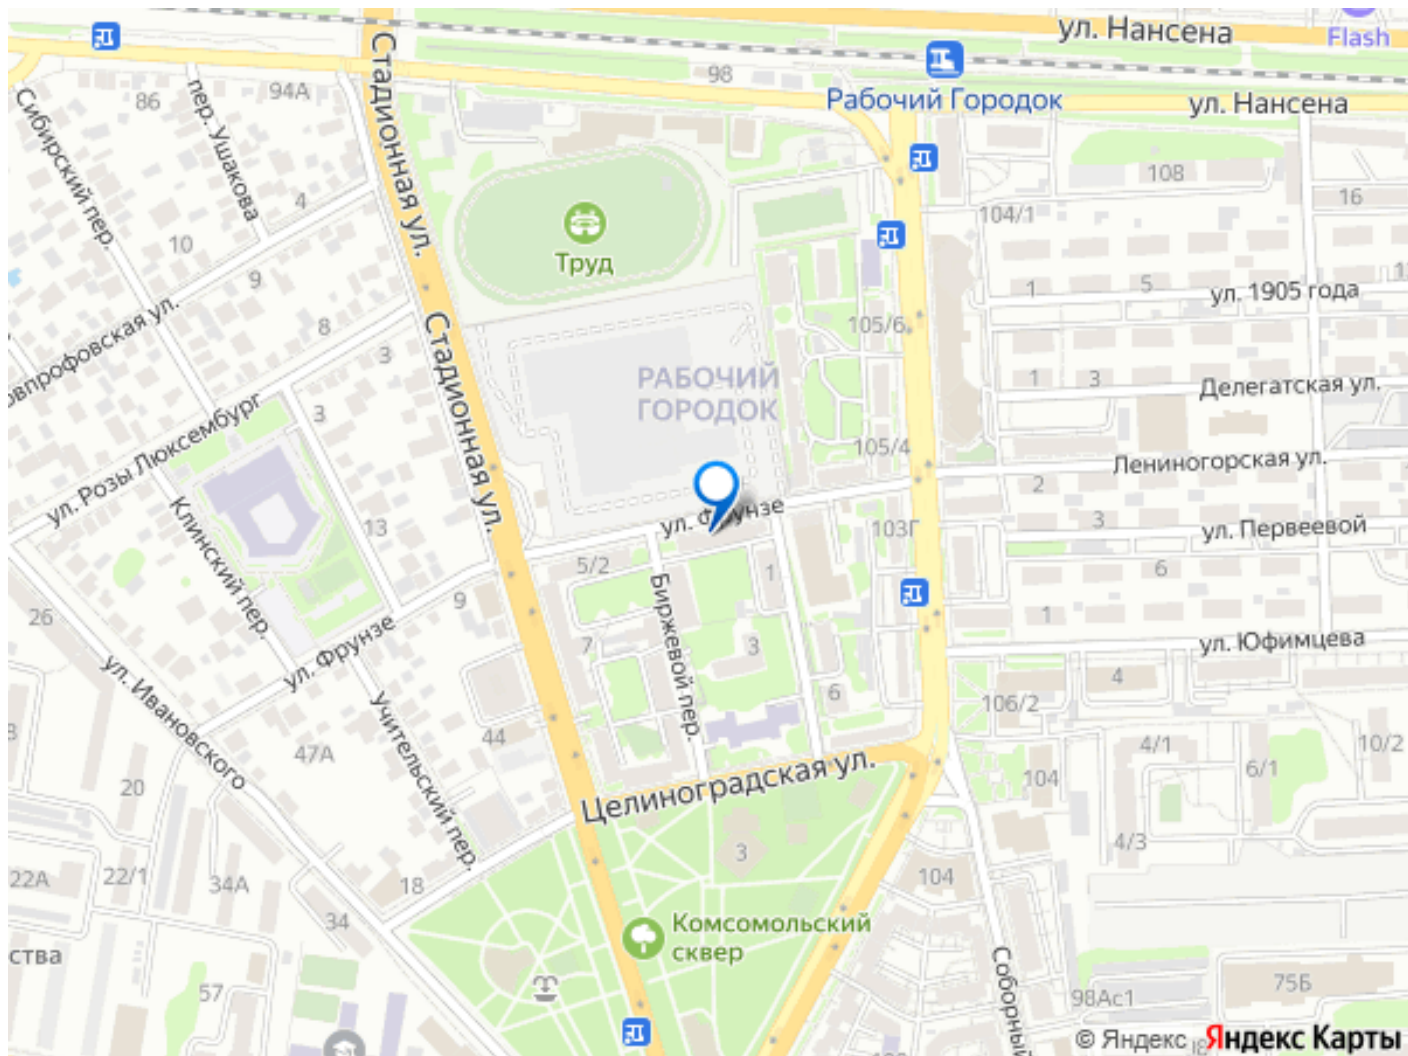 ул. Нансена
Flash
98
Рабочий Городок
ул. Нансена
Стадионная ул.
86
94А
пер. Ушакова
Сибирский пер.
4
108
16
104/1
10
9
Труд
ул. 1905 года
1
5
105/6
8
3
Стадионная ул.
РАБОЧИЙ
ГОРОДОК
1
3
Делегатская ул.
3
ул. Розы Люксембург
105/4
Лениногорская ул.
2
Клинский пер.
13
ул. Фрунзе
103Г
3
ул. Первеевой
5/2
1
6
9
Биржевой пер.
26
1
ул. Юфимцева
ул. Фрунзе
7
3
4
ул. Ивановского
Учительский пер.
6
106/2
44
47А
4/1
10/2
6/1
104
20
Целиноградская ул.
4/3
3
22А
22/1
34А
18
104
34
Комсомольский
сквер
ства
Соборный
57
75Б
98Ас1
© Яндекс Яндекс Карты